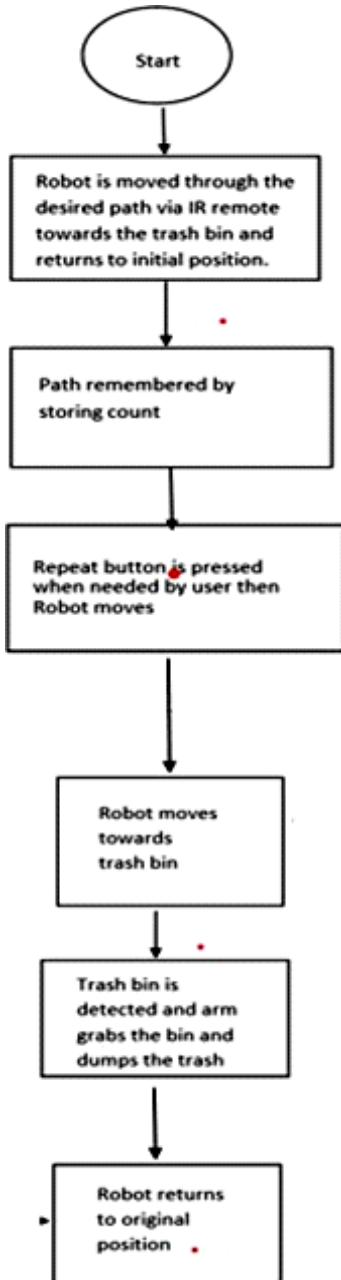 Start
Robot is moved through the
desired path via IR remote
towards the trash bin and
returns to initial position.
Path remembered by
storing count
Repeat button is pressed
when needed by user then
Robot moves
Robot moves
towards
trash bin
Trash bin is
detected and arm
grabs the bin and
dumps the trash
Robot returns
to original
position